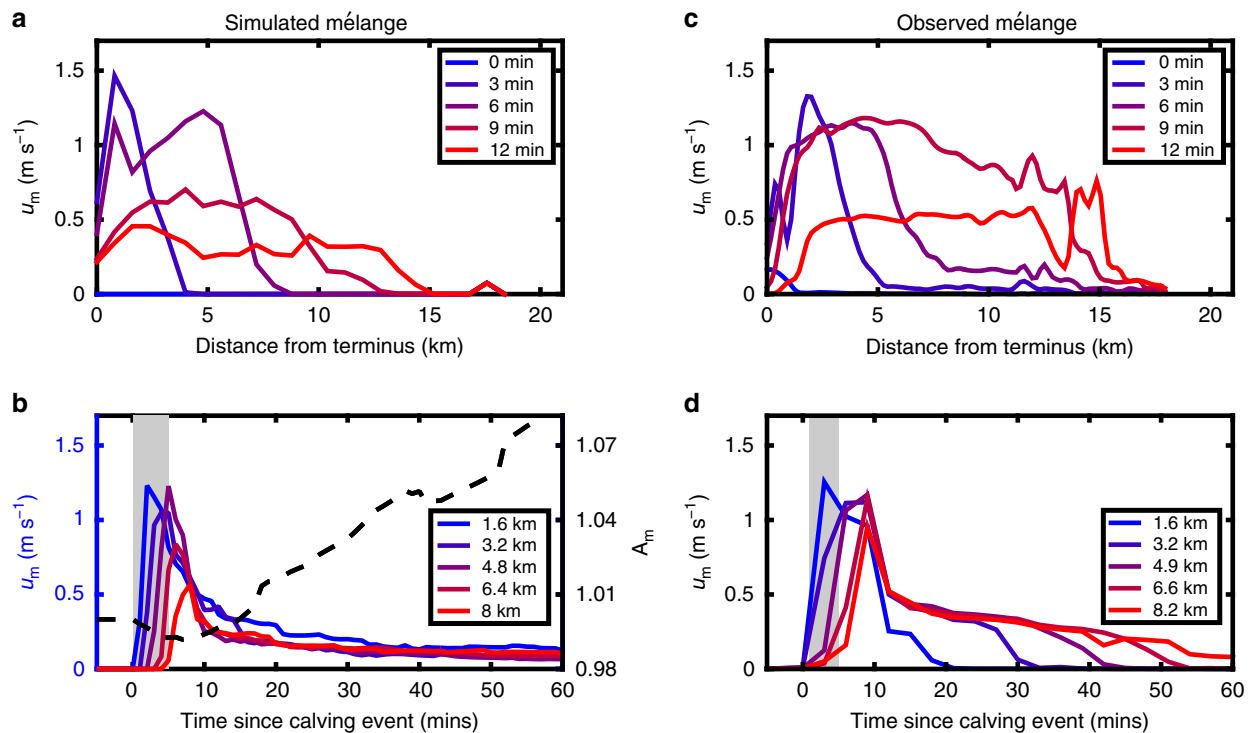 a
Simulated mélange
1.5
1
0.5
0
u_m (m s⁻¹)
0 min
3 min
6 min
9 min
12 min
0 5 10 15 20
Distance from terminus (km)
c
Observed mélange
1.5
1
0.5
0
u_m (m s⁻¹)
0 min
3 min
6 min
9 min
12 min
0 5 10 15 20
Distance from terminus (km)
b
1.5
1
0.5
0
u_m (m s⁻¹)
1.6 km
3.2 km
4.8 km
6.4 km
8 km
1.07
1.04
1.01
0.98
A_m
0 10 20 30 40 50 60
Time since calving event (mins)
d
1.5
1
0.5
0
u_m (m s⁻¹)
1.6 km
3.2 km
4.9 km
6.6 km
8.2 km
0 10 20 30 40 50 60
Time since calving event (mins)